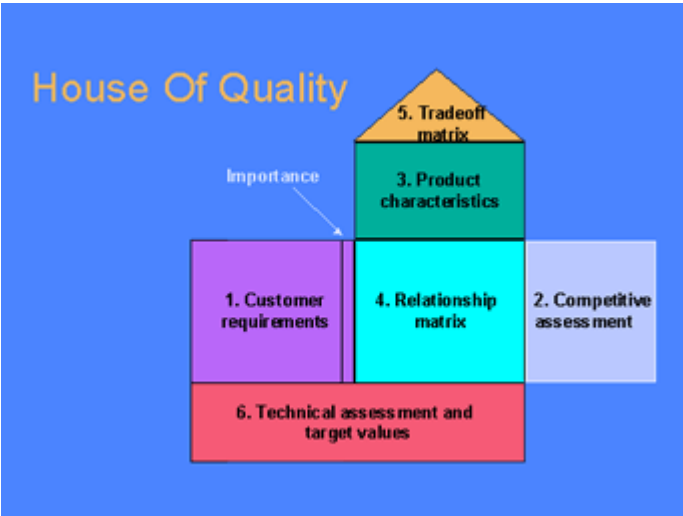 House Of Quality
5. Tradeoff
matrix
Importance
3. Product
characteristics
1. Customer
requirements
4. Relationship
matrix
2. Competitive
assessment
6. Technical assessment and
target values